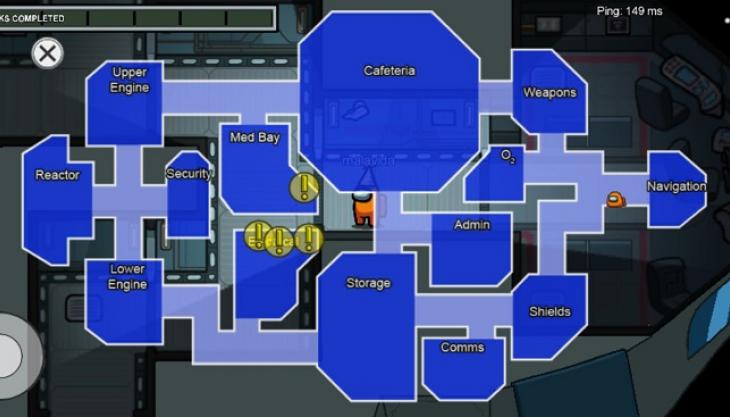 KS COMPLETED
Ping: 149 ms
Upper
Engine
Cafeteria
Weapons
Med Bay
O2
Reactor
Security
Navigation
Admin
Lower
Engine
Storage
Shields
Comms